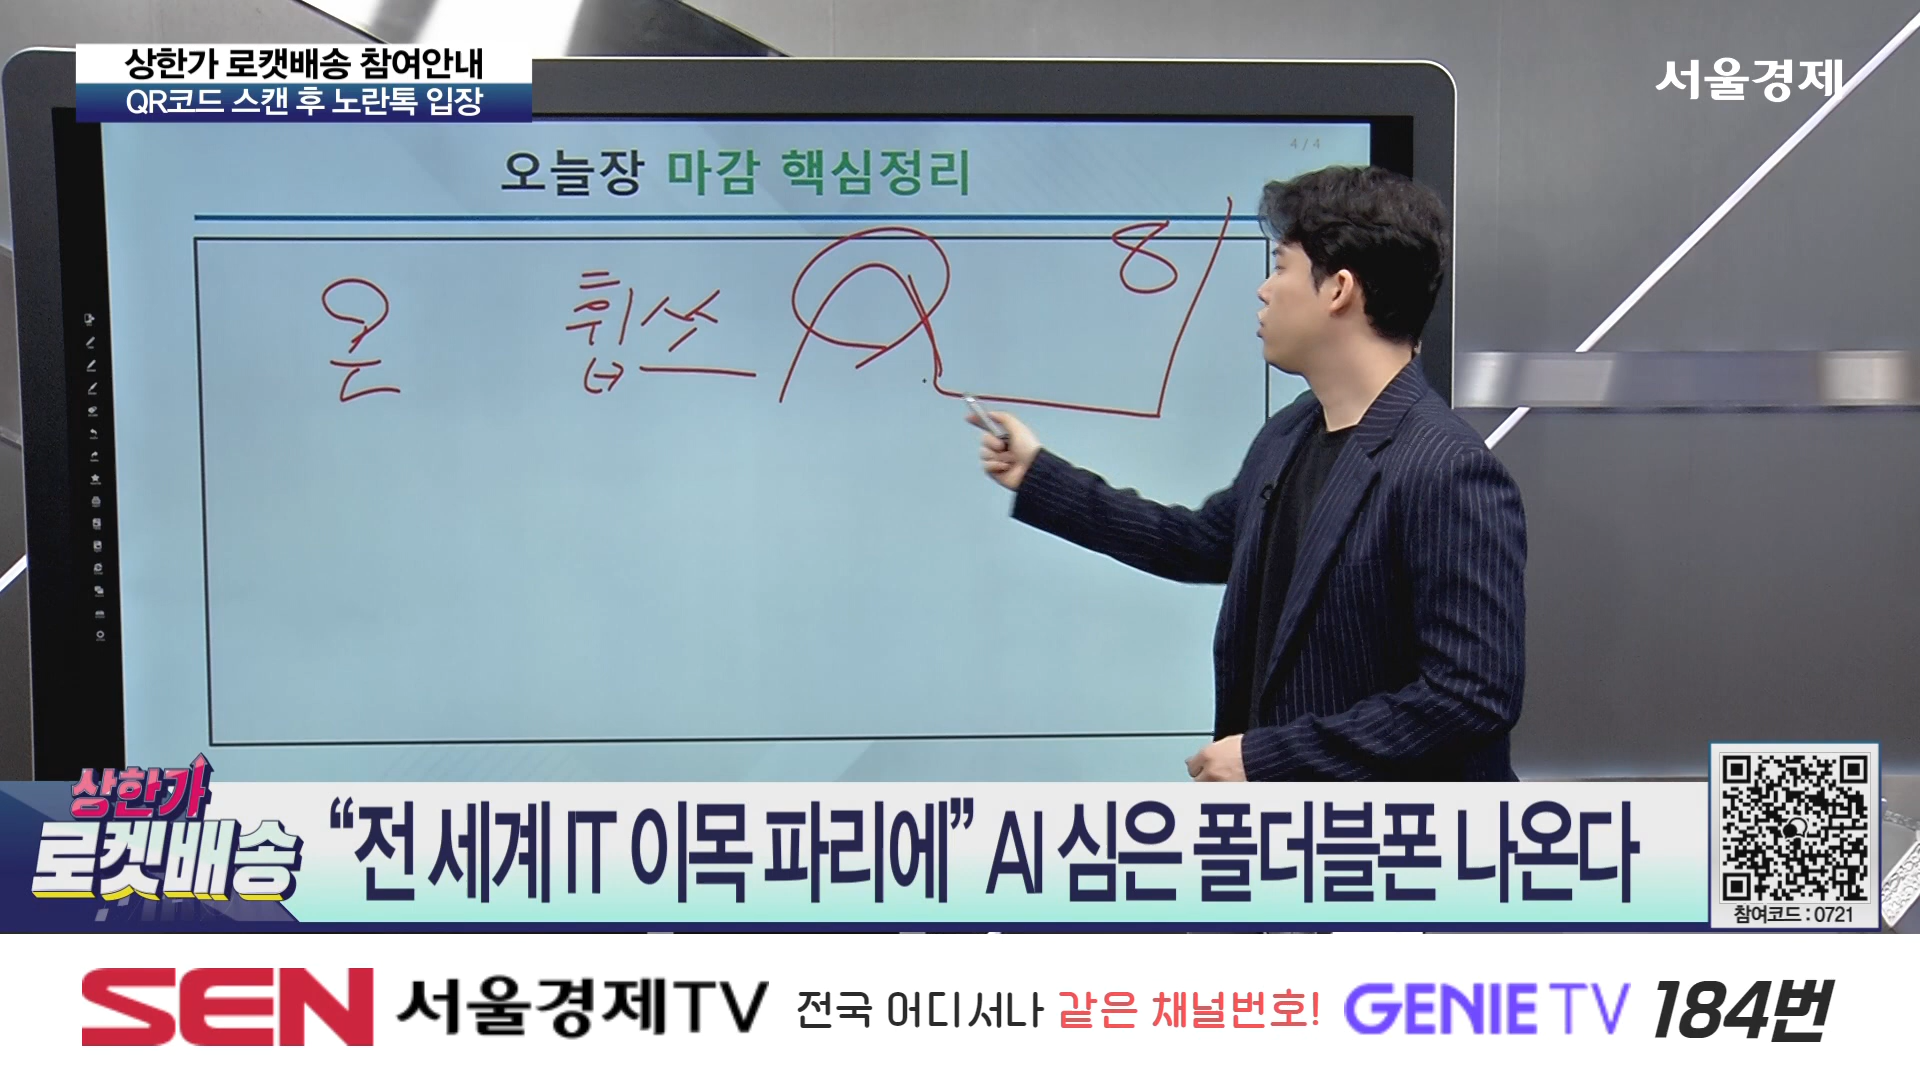 상한가 로캣배송 참여안내
QR코드 스캔 후 노란톡 입장
서울경제
4 / 4
오늘장 마감 핵심정리
온
휩쏘
8
상한가
로켓배송
“전 세계 IT 이목 파리에” AI 심은 폴더블폰 나온다
참여코드 : 0721
SEN 서울경제TV 전국 어디서나 같은 채널번호! GENIE TV 184번